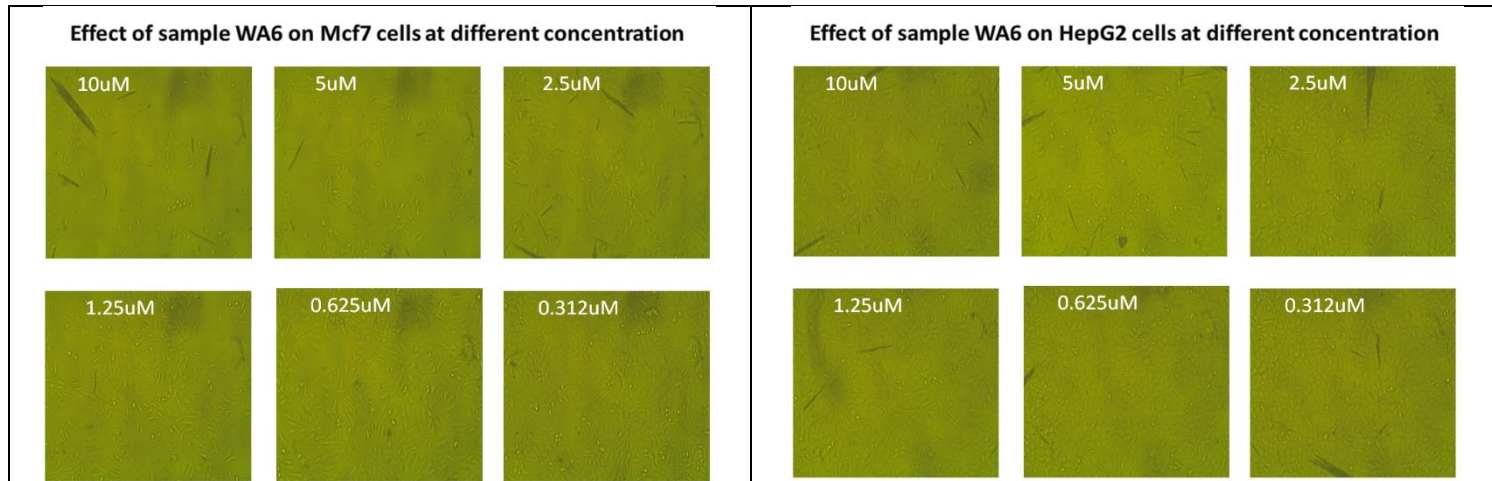 Effect of sample WA6 on Mcf7 cells at different concentration
10uM
5uM
2.5uM
1.25uM
0.625uM
0.312uM
Effect of sample WA6 on HepG2 cells at different concentration
10uM
5uM
2.5uM
1.25uM
0.625uM
0.312uM